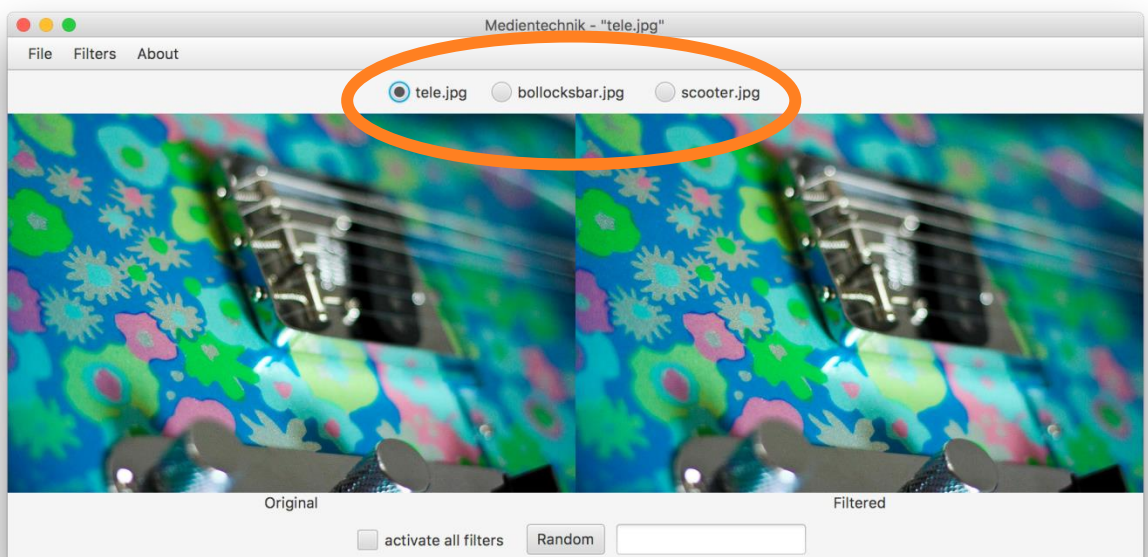 Medientechnik - "tele.jpg"
File Filters About
tele.jpg bollocksbar.jpg scooter.jpg
Original Filtered
activate all filters Random